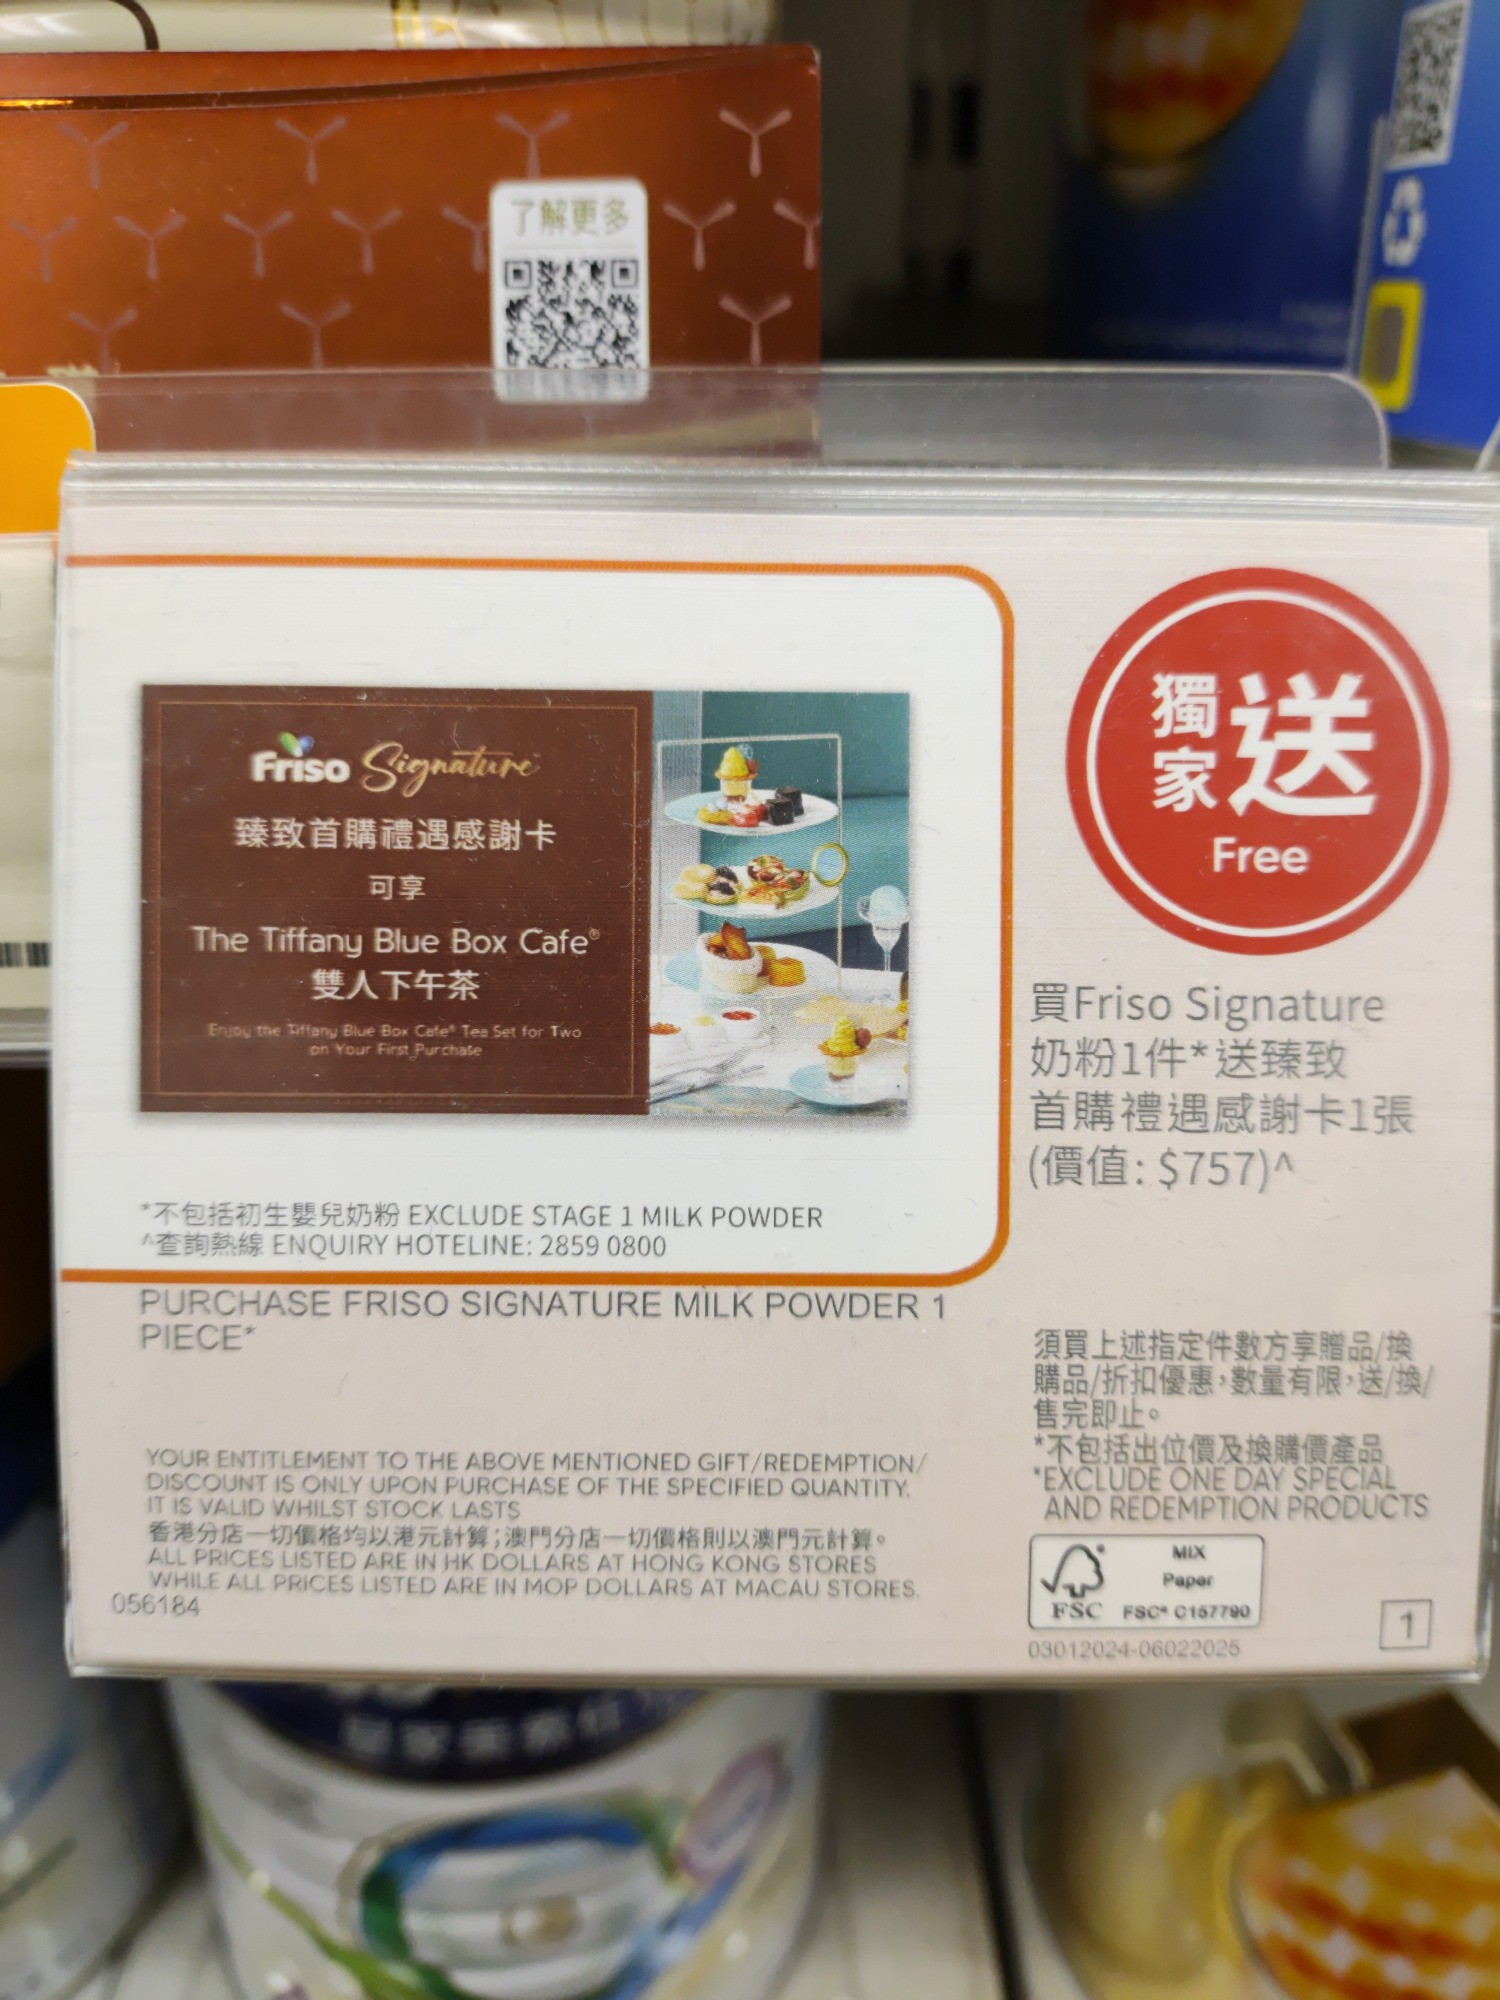 了解更多
Friso Signature™
臻致首購禮遇感謝卡
可享
The Tiffany Blue Box Cafe®
雙人下午茶
Enjoy the Tiffany Blue Box Cafe® Tea Set for Two
on Your First Purchase
*不包括初生嬰兒奶粉 EXCLUDE STAGE 1 MILK POWDER
^查詢熱線 ENQUIRY HOTELINE: 2859 0800
獨家送
Free
買Friso Signature
奶粉1件*送臻致
首購禮遇感謝卡1張
(價值: $757)^
PURCHASE FRISO SIGNATURE MILK POWDER 1
PIECE*
YOUR ENTITLEMENT TO THE ABOVE MENTIONED GIFT/REDEMPTION/
DISCOUNT IS ONLY UPON PURCHASE OF THE SPECIFIED QUANTITY.
IT IS VALID WHILST STOCK LASTS
香港分店一切價格均以港元計算；澳門分店一切價格則以澳門元計算。
ALL PRICES LISTED ARE IN HK DOLLARS AT HONG KONG STORES
WHILE ALL PRICES LISTED ARE IN MOP DOLLARS AT MACAU STORES.
056184
須買上述指定件數方享贈品/換
購品/折扣優惠，數量有限，送/換/
售完即止。
*不包括出位價及換購價產品
*EXCLUDE ONE DAY SPECIAL
AND REDEMPTION PRODUCTS
FSC
MIX
Paper
FSC® C157790
03012024-06022025
1